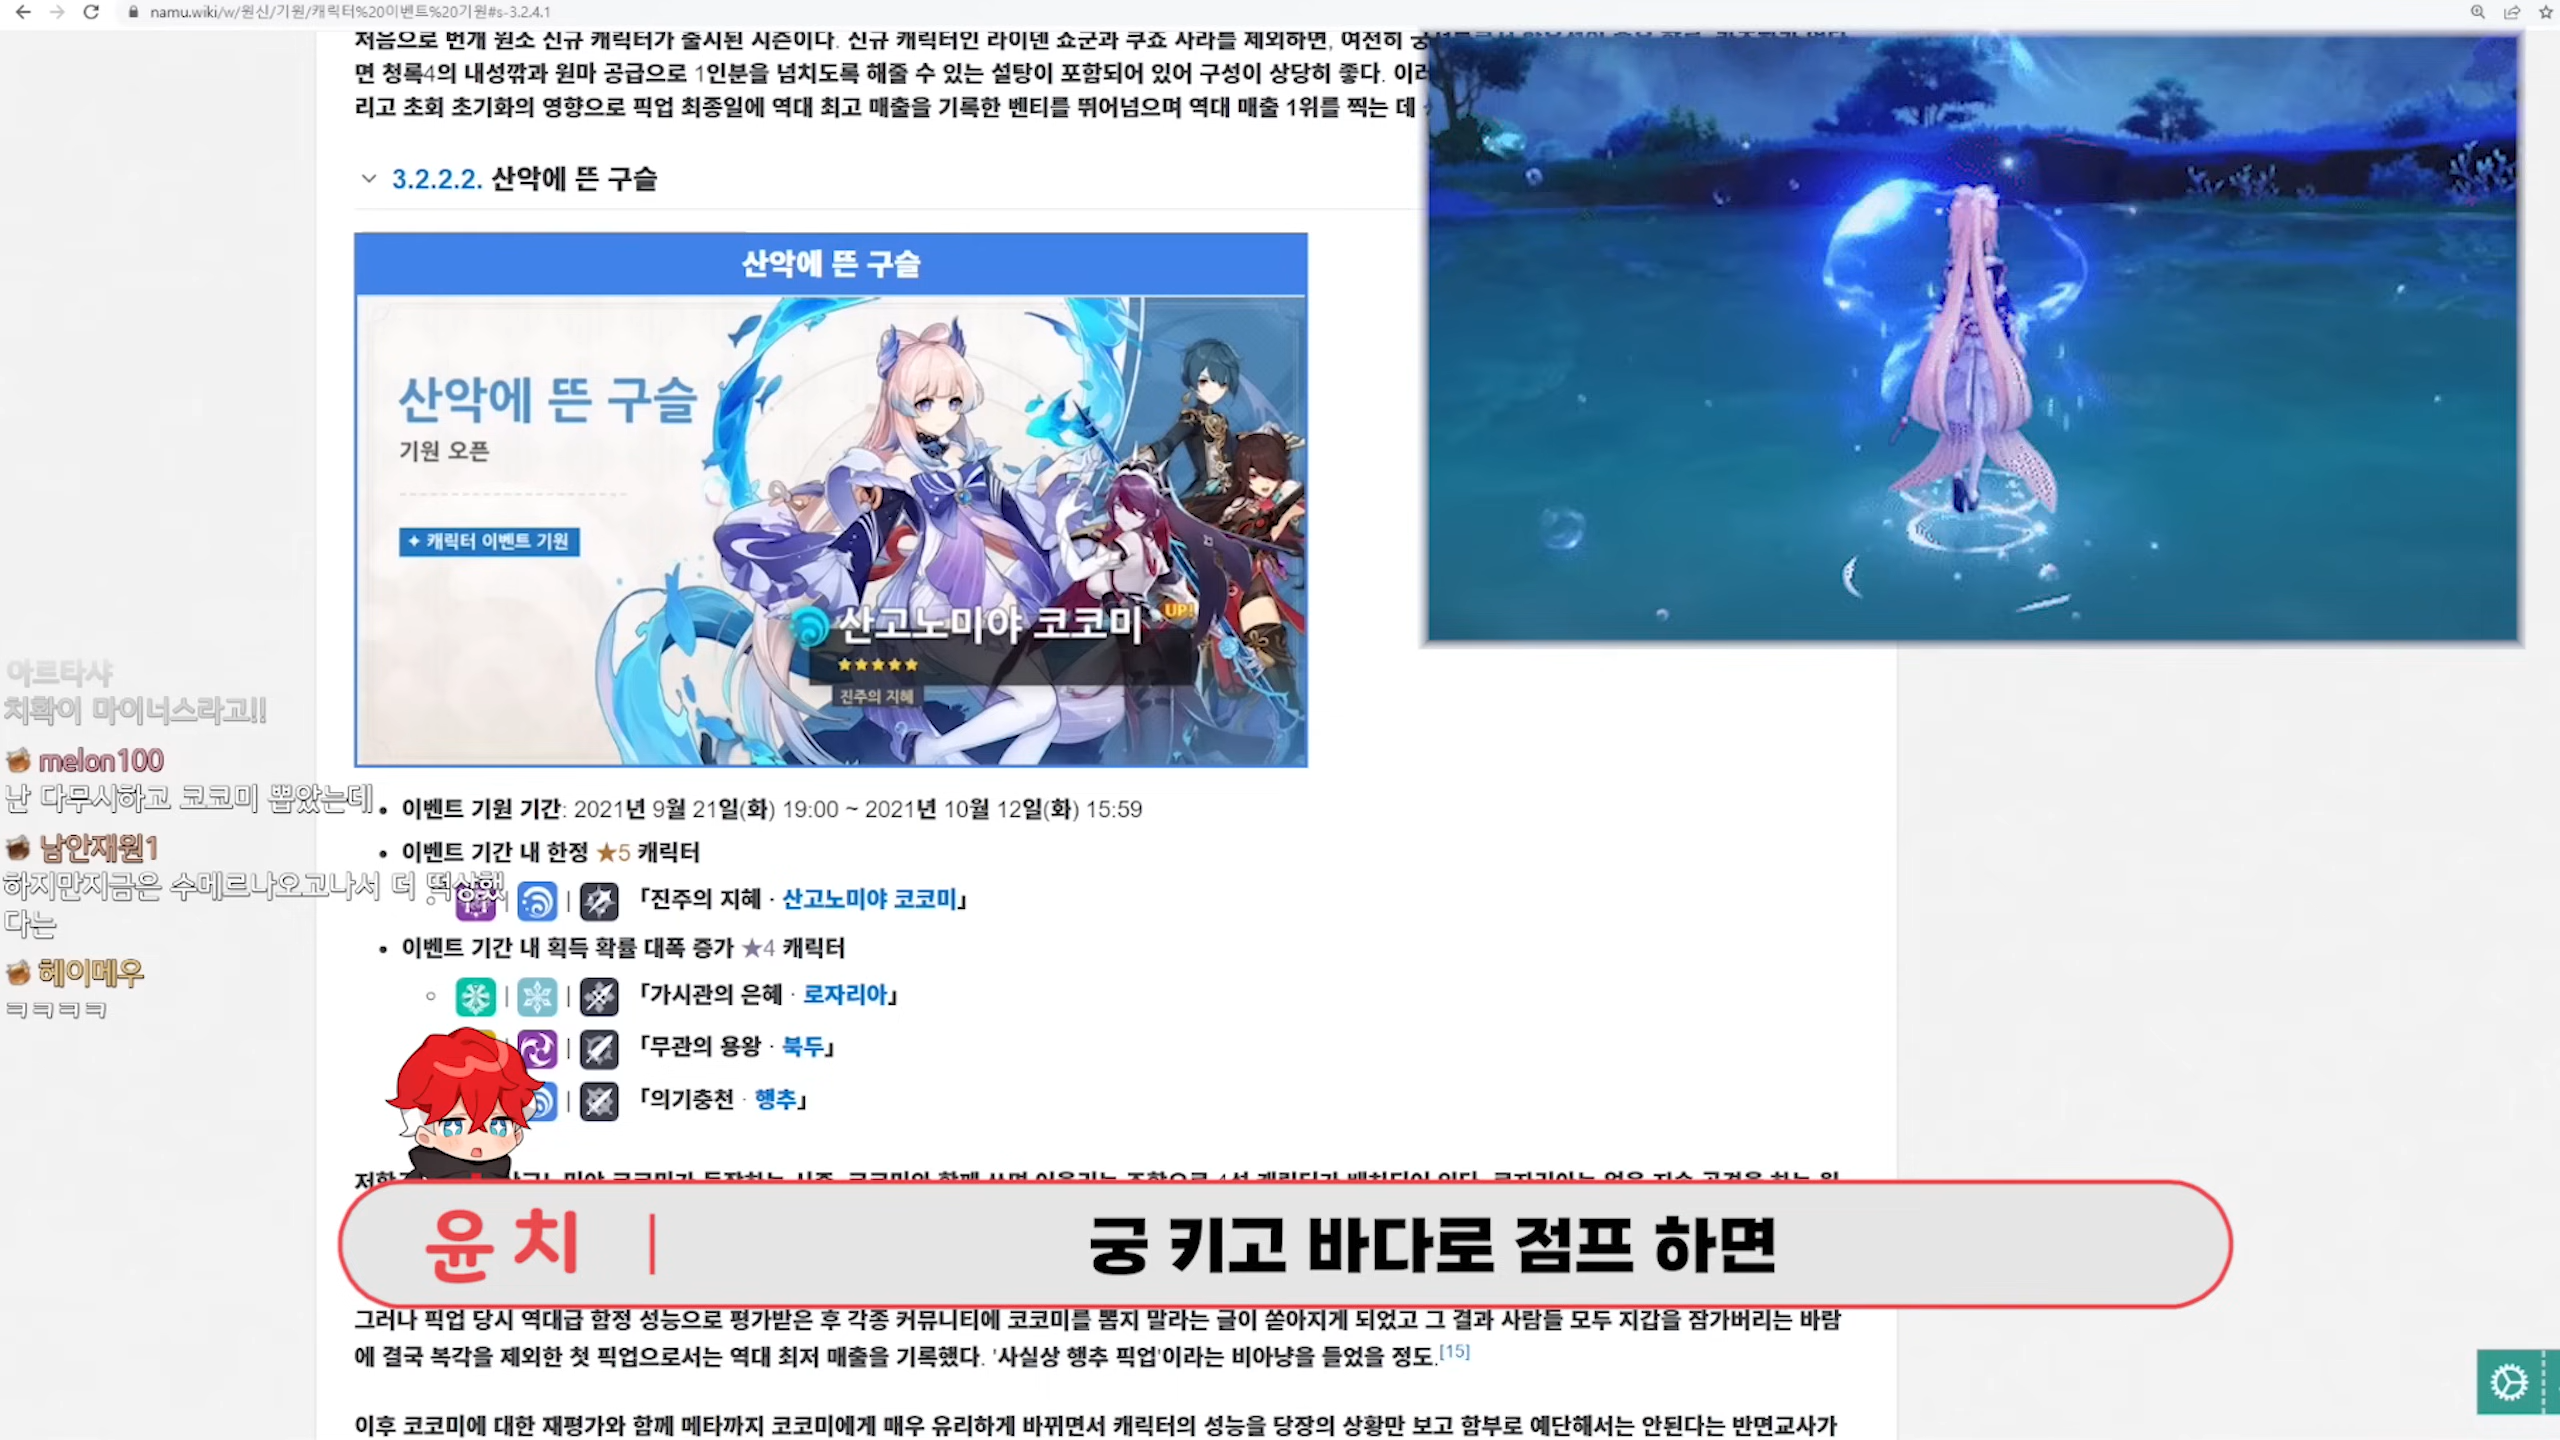 namu.wiki/w/원신/기원/캐릭터%20이벤트%20기원#s-3.2.4.1
처음으로 번개 원소 신규 캐릭터가 출시된 시즌이다. 신규 캐릭터인 라이덴 쇼군과 쿠죠 사라를 제외하면, 여전히
면 청록4의 내성깎과 원마 공급으로 1인분을 넘치도록 해줄 수 있는 설탕이 포함되어 있어 구성이 상당히 좋다. 이러
리고 초회 초기화의 영향으로 픽업 최종일에 역대 최고 매출을 기록한 벤티를 뛰어넘으며 역대 매출 1위를 찍는 데
3.2.2.2. 산악에 뜬 구슬
산악에 뜬 구슬
산악에 뜬 구슬
기원 오픈
✦ 캐릭터 이벤트 기원
산고노미야 코코미 UP!
★★★★★
진주의 지혜
아르타샤
치확이 마이너스라고!!
melon100
난 다무시하고 코코미 뽑았는데
남안재원1
하지만지금은 수메르나오고나서 더 떡상했
다는
헤이메우
ㅋㅋㅋㅋ
• 이벤트 기원 기간: 2021년 9월 21일(화) 19:00 ~ 2021년 10월 12일(화) 15:59
• 이벤트 기간 내 한정 ★5 캐릭터
「진주의 지혜 · 산고노미야 코코미」
• 이벤트 기간 내 획득 확률 대폭 증가 ★4 캐릭터
「가시관의 은혜 · 로자리아」
「무관의 용왕 · 북두」
「의기충천 · 행추」
윤치 | 궁 키고 바다로 점프 하면
그러나 픽업 당시 역대급 함정 성능으로 평가받은 후 각종 커뮤니티에 코코미를 뽑지 말라는 글이 쏟아지게 되었고 그 결과 사람들 모두 지갑을 잠가버리는 바람
에 결국 복각을 제외한 첫 픽업으로서는 역대 최저 매출을 기록했다. '사실상 행추 픽업'이라는 비아냥을 들었을 정도.[15]
이후 코코미에 대한 재평가와 함께 메타까지 코코미에게 매우 유리하게 바뀌면서 캐릭터의 성능을 당장의 상황만 보고 함부로 예단해서는 안된다는 반면교사가